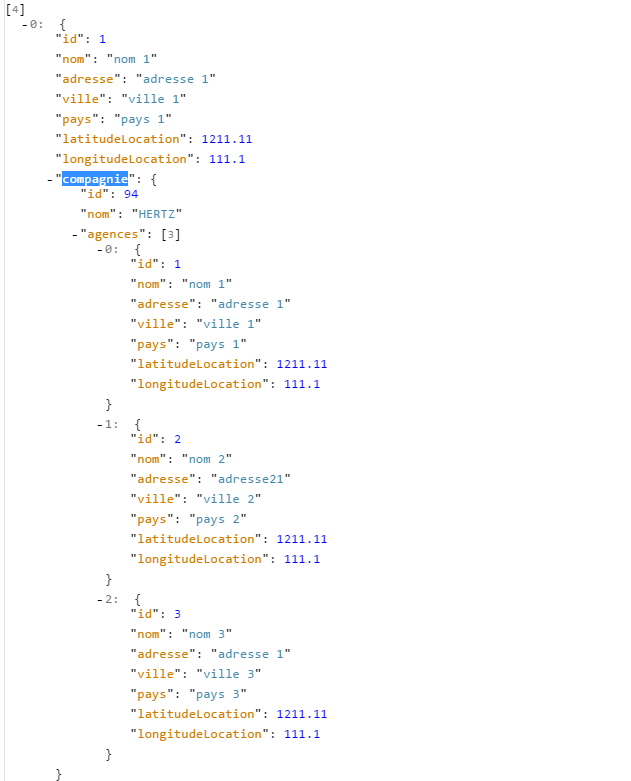 [4]
-0: {
"id": 1
"nom": "nom 1"
"adresse": "adresse 1"
"ville": "ville 1"
"pays": "pays 1"
"latitudeLocation": 1211.11
"longitudeLocation": 111.1
-"compagnie": {
"id": 94
"nom": "HERTZ"
-"agences": [3]
-0: {
"id": 1
"nom": "nom 1"
"adresse": "adresse 1"
"ville": "ville 1"
"pays": "pays 1"
"latitudeLocation": 1211.11
"longitudeLocation": 111.1
}
-1: {
"id": 2
"nom": "nom 2"
"adresse": "adresse21"
"ville": "ville 2"
"pays": "pays 2"
"latitudeLocation": 1211.11
"longitudeLocation": 111.1
}
-2: {
"id": 3
"nom": "nom 3"
"adresse": "adresse 1"
"ville": "ville 3"
"pays": "pays 3"
"latitudeLocation": 1211.11
"longitudeLocation": 111.1
}
}